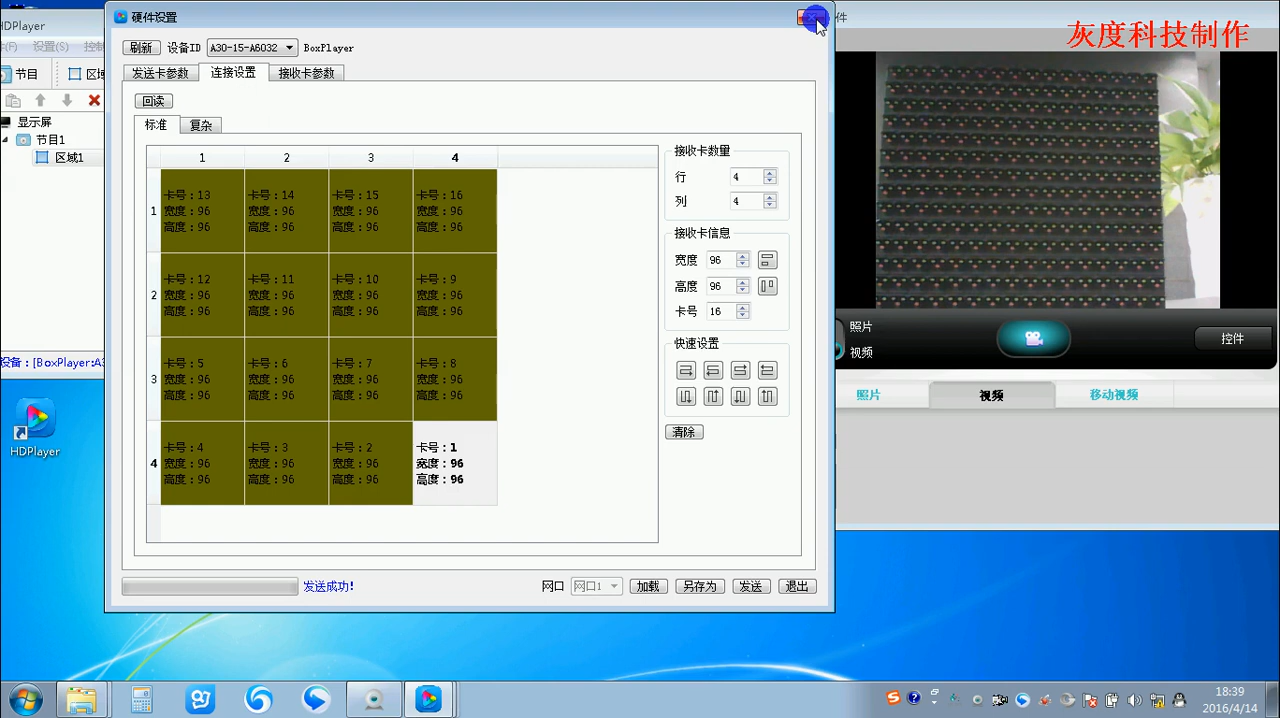 硬件设置
件
HDPlayer
灰度科技制作
刷新 设备ID A30-15-A6032 BoxPlayer
(F) 设置(S) 控制
节目 区域
发送卡参数 连接设置 接收卡参数
回读
标准 复杂
显示屏
节目1
区域1
1 2 3 4
1
卡号：13 卡号：14 卡号：15 卡号：16
宽度：96 宽度：96 宽度：96 宽度：96
高度：96 高度：96 高度：96 高度：96
2
卡号：12 卡号：11 卡号：10 卡号：9
宽度：96 宽度：96 宽度：96 宽度：96
高度：96 高度：96 高度：96 高度：96
3
卡号：5 卡号：6 卡号：7 卡号：8
宽度：96 宽度：96 宽度：96 宽度：96
高度：96 高度：96 高度：96 高度：96
4
卡号：4 卡号：3 卡号：2 卡号：1
宽度：96 宽度：96 宽度：96 宽度：96
高度：96 高度：96 高度：96 高度：96
接收卡数量
行 4
列 4
接收卡信息
宽度 96
高度 96
卡号 16
快速设置
清除
发送成功!
网口 网口1 加载 另存为 发送 退出
设备：[BoxPlayer:A3
HDPlayer
照片
视频
控件
照片 视频 移动视频
18:39
2016/4/14